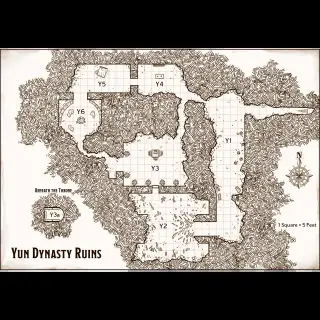 Y5
Y4
Y6
Y1
Y3
N
Beneath the Throne
Y3a
Y2
1 Square = 5 Feet
Yun Dynasty Ruins